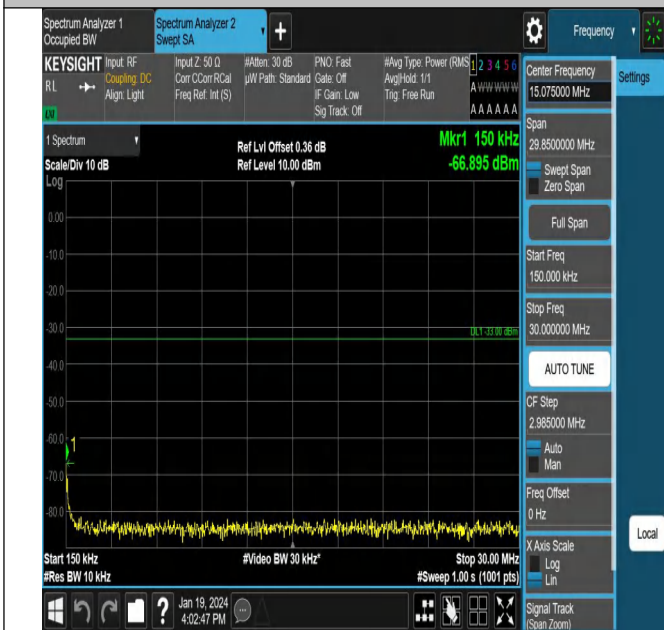 Spectrum Analyzer 1
Occupied BW
Spectrum Analyzer 2
Swept SA
+
Frequency
KEYSIGHT
RL
Input: RF
Coupling: DC
Align: Light
Input Z: 50 Ω
Corr CCorr RCal
Freq Ref: Int (S)
#Atten: 30 dB
µW Path: Standard
PNO: Fast
Gate: Off
IF Gain: Low
Sig Track: Off
#Avg Type: Power (RMS
Avg|Hold: 1/1
Trig: Free Run
1 2 3 4 5 6
A W W W W W
A A A A A A
1 Spectrum
Scale/Div 10 dB
Log
Ref Lvl Offset 0.36 dB
Ref Level 10.00 dBm
Mkr1 150 kHz
-66.895 dBm
0.00
-10.0
-20.0
-30.0
DL1 -33.00 dBm
-40.0
-50.0
-60.0
1
-70.0
-80.0
Start 150 kHz
#Res BW 10 kHz
#Video BW 30 kHz*
Stop 30.00 MHz
#Sweep 1.00 s (1001 pts)
?
Jan 19, 2024
4:02:47 PM
Center Frequency
15.075000 MHz
Settings
Span
29.8500000 MHz
Swept Span
Zero Span
Full Span
Start Freq
150.000 kHz
Stop Freq
30.000000 MHz
AUTO TUNE
CF Step
2.985000 MHz
Auto
Man
Freq Offset
0 Hz
X Axis Scale
Log
Lin
Local
Signal Track
(Span Zoom)